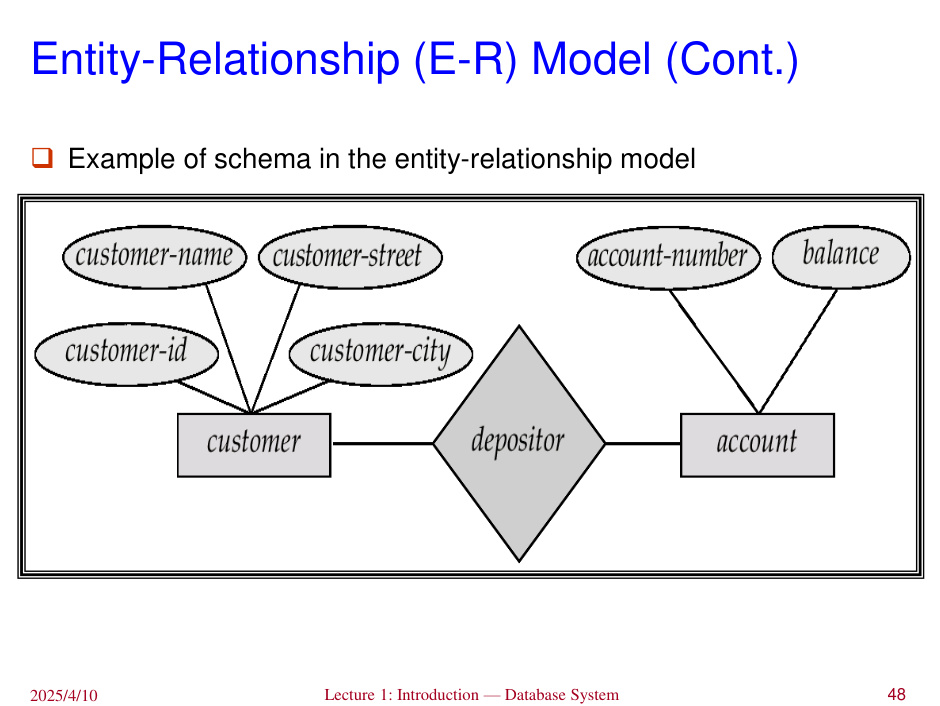 Entity-Relationship (E-R) Model (Cont.)
❑ Example of schema in the entity-relationship model
customer-name customer-street account-number balance
customer-id customer-city
customer depositor account
2025/4/10 Lecture 1: Introduction — Database System 48